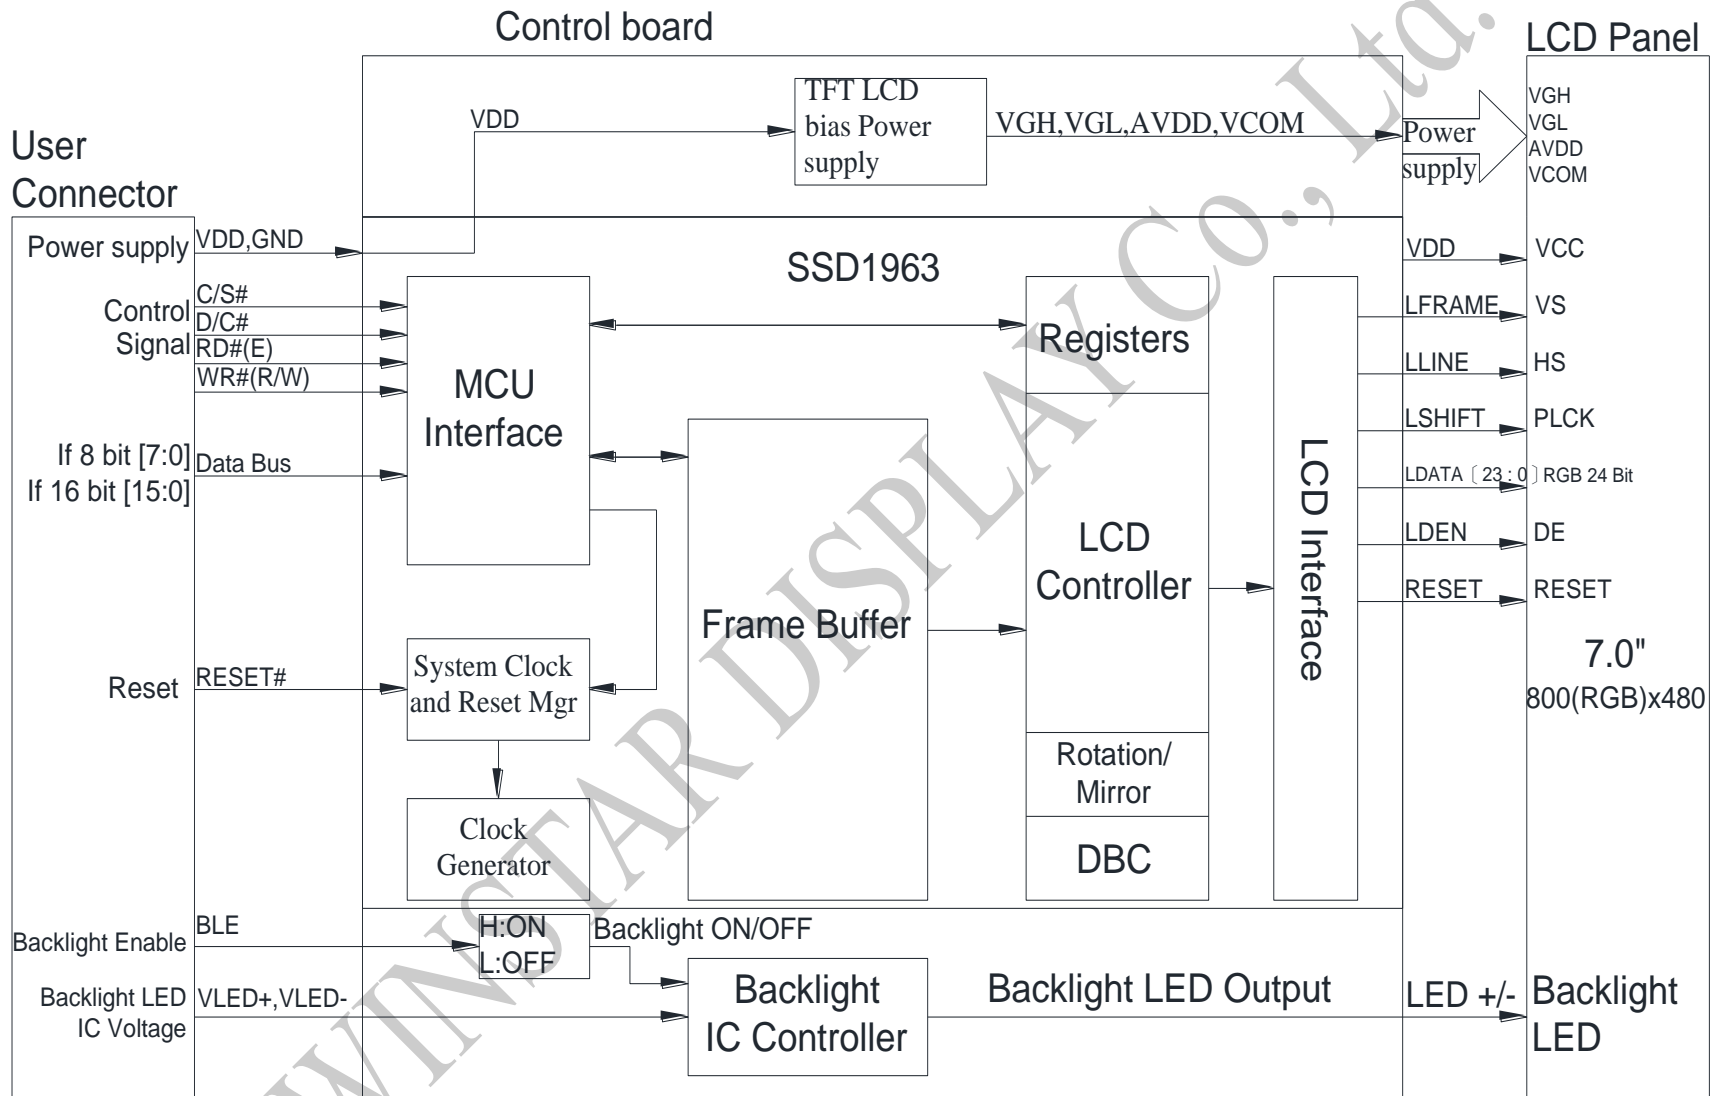 Control board
LCD Panel
User
Connector
TFT LCD
bias Power
supply
VDD
VGH,VGL,AVDD,VCOM
Power
supply
VGH
VGL
AVDD
VCOM
Power supply
VDD,GND
SSD1963
VDD
VCC
Control
Signal
C/S#
D/C#
RD#(E)
WR#(R/W)
MCU
Interface
Registers
LFRAME
VS
LLINE
HS
LSHIFT
PLCK
If 8 bit [7:0]
If 16 bit [15:0]
Data Bus
LCD Interface
LDATA〔23:0〕RGB 24 Bit
LCD
Controller
LDEN
DE
RESET
RESET
Frame Buffer
Reset
RESET#
System Clock
and Reset Mgr
7.0"
800(RGB)x480
Rotation/
Mirror
Clock
Generator
DBC
Backlight Enable
BLE
H:ON
L:OFF
Backlight ON/OFF
Backlight LED
IC Voltage
VLED+,VLED-
Backlight
IC Controller
Backlight LED Output
LED +/-
Backlight
LED
WINSTAR DISPLAY Co., Ltd.